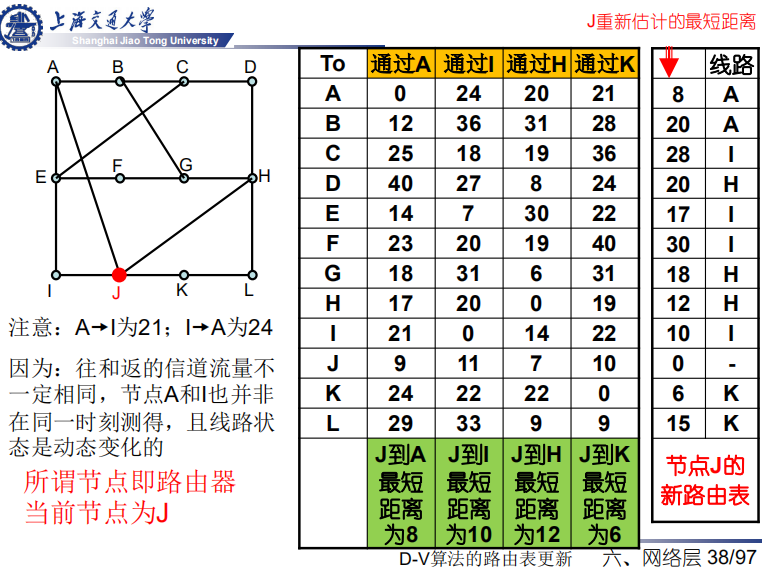 上海交通大学
Shanghai Jiao Tong University
J重新估计的最短距离
A B C D
E F G H
I J K L
注意：A→I为21；I→A为24
因为：往和返的信道流量不
一定相同，节点A和I也并非
在同一时刻测得，且线路状
态是动态变化的
所谓节点即路由器
当前节点为J
To 通过A 通过I 通过H 通过K 线路
A 0 24 20 21 8 A
B 12 36 31 28 20 A
C 25 18 19 36 28 I
D 40 27 8 24 20 H
E 14 7 30 22 17 I
F 23 20 19 40 30 I
G 18 31 6 31 18 H
H 17 20 0 19 12 H
I 21 0 14 22 10 I
J 9 11 7 10 0 -
K 24 22 22 0 6 K
L 29 33 9 9 15 K
J到A J到I J到H J到K
最短 最短 最短 最短
距离 距离 距离 距离
为8 为10 为12 为6
节点J的
新路由表
D-V算法的路由表更新
六、网络层 38/97